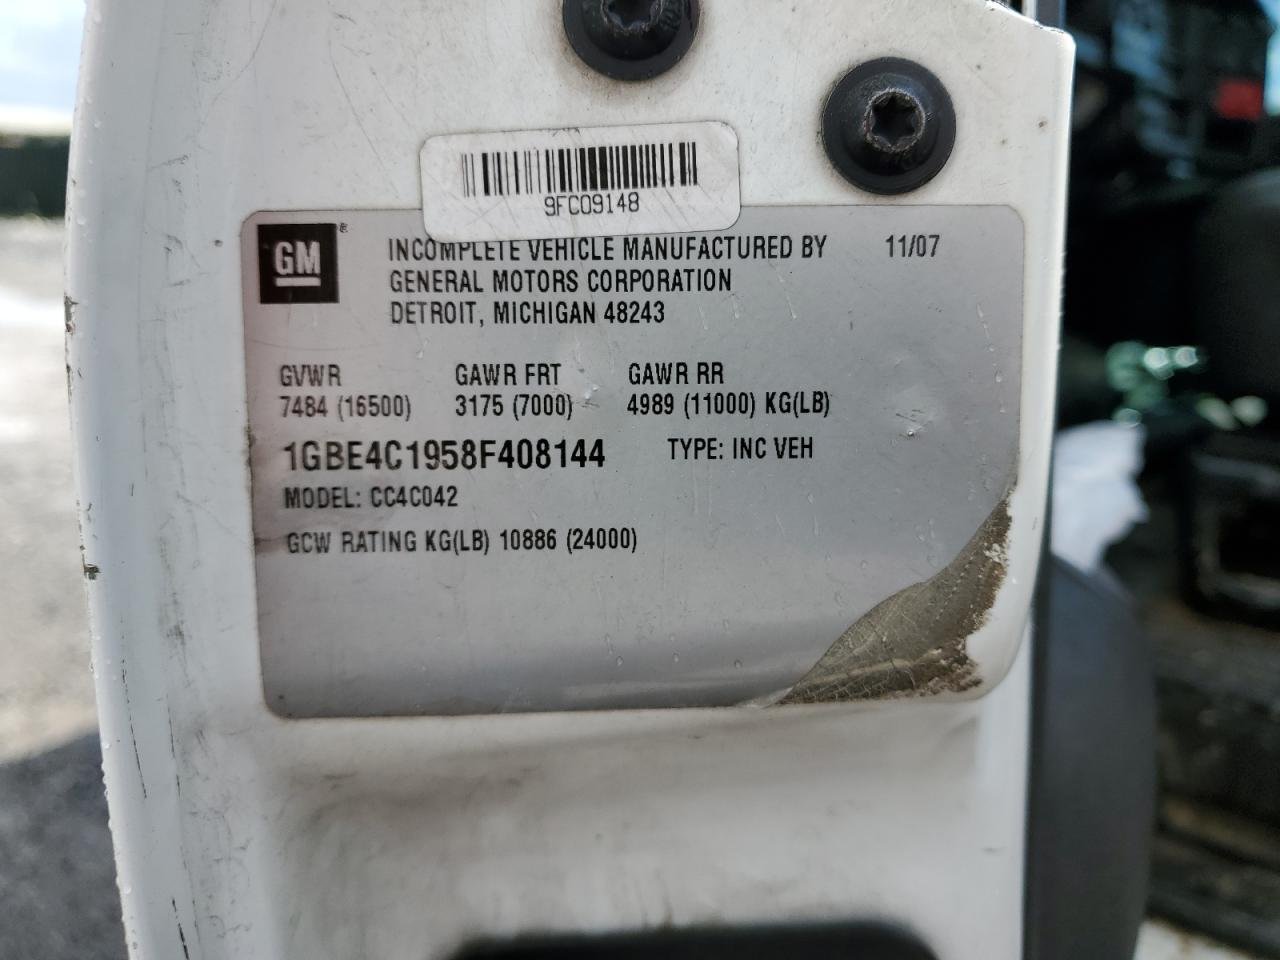 9FC09148
GM ®
INCOMPLETE VEHICLE MANUFACTURED BY 11/07
GENERAL MOTORS CORPORATION
DETROIT, MICHIGAN 48243
GVWR GAWR FRT GAWR RR
7484 (16500) 3175 (7000) 4989 (11000) KG(LB)
1GBE4C1958F408144 TYPE: INC VEH
MODEL: CC4C042
GCW RATING KG(LB) 10886 (24000)